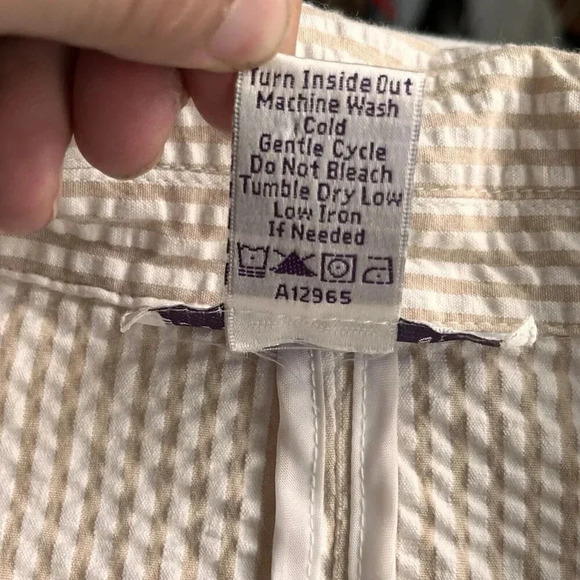 Turn Inside Out
Machine Wash
Cold
Gentle Cycle
Do Not Bleach
Tumble Dry Low
Low Iron
If Needed
A12965